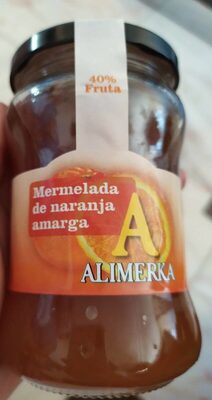 40%
Fruta
Mermelada
de naranja
amarga
A
ALIMERKA